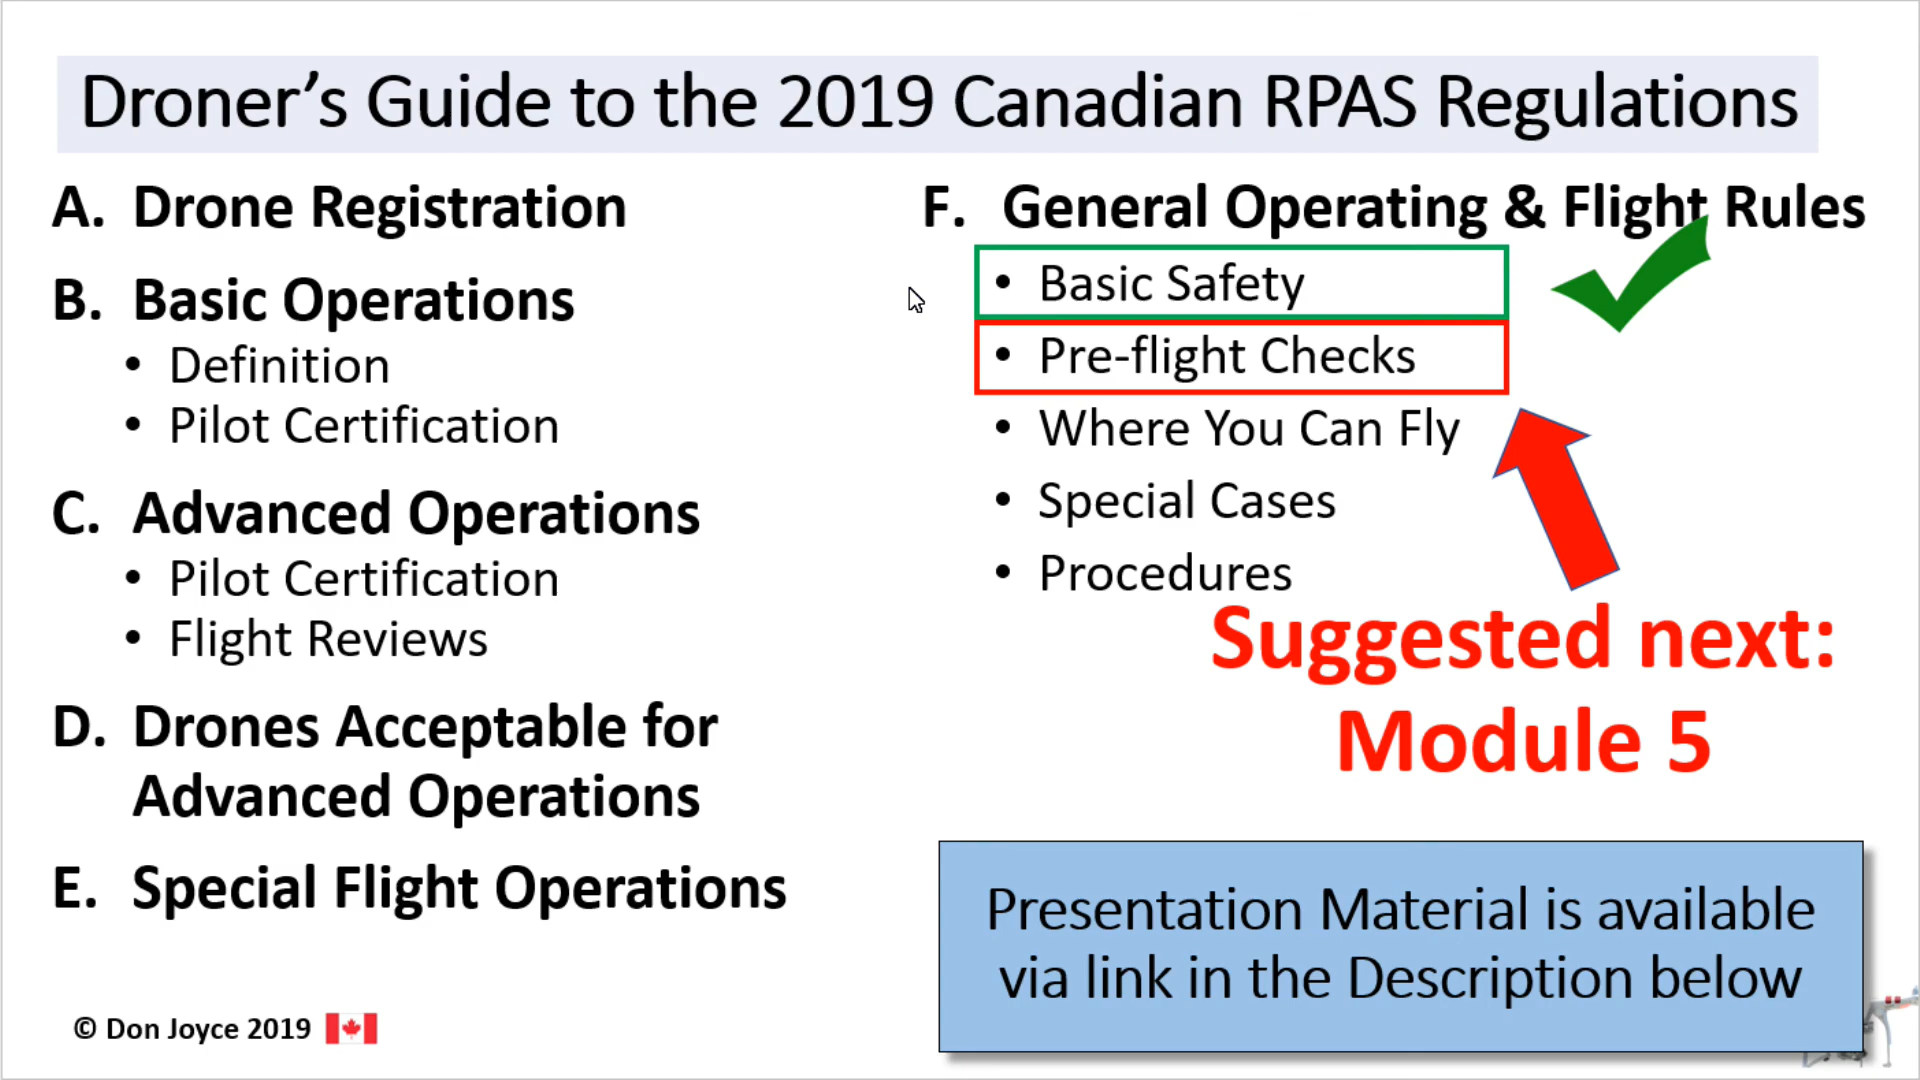 Droner’s Guide to the 2019 Canadian RPAS Regulations
A. Drone Registration
B. Basic Operations
• Definition
• Pilot Certification
C. Advanced Operations
• Pilot Certification
• Flight Reviews
D. Drones Acceptable for
Advanced Operations
E. Special Flight Operations
F. General Operating & Flight Rules
• Basic Safety
• Pre-flight Checks
• Where You Can Fly
• Special Cases
• Procedures
Suggested next:
Module 5
Presentation Material is available
via link in the Description below
© Don Joyce 2019